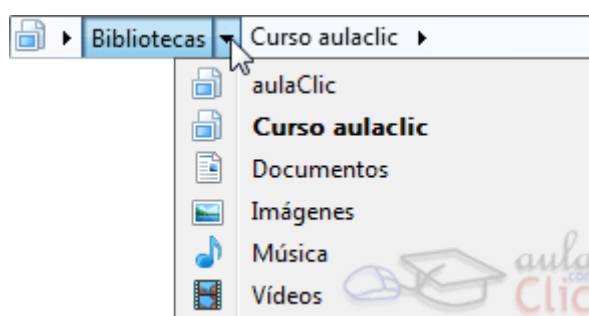 Bibliotecas Curso aulaclic
aulaClic
Curso aulaclic
Documentos
Imágenes
Música
Vídeos
aula
Clic